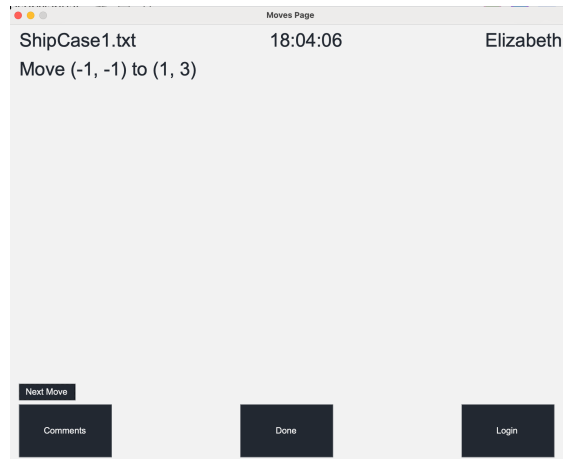 Moves Page
ShipCase1.txt 18:04:06 Elizabeth
Move (-1, -1) to (1, 3)
Next Move
Comments Done Login